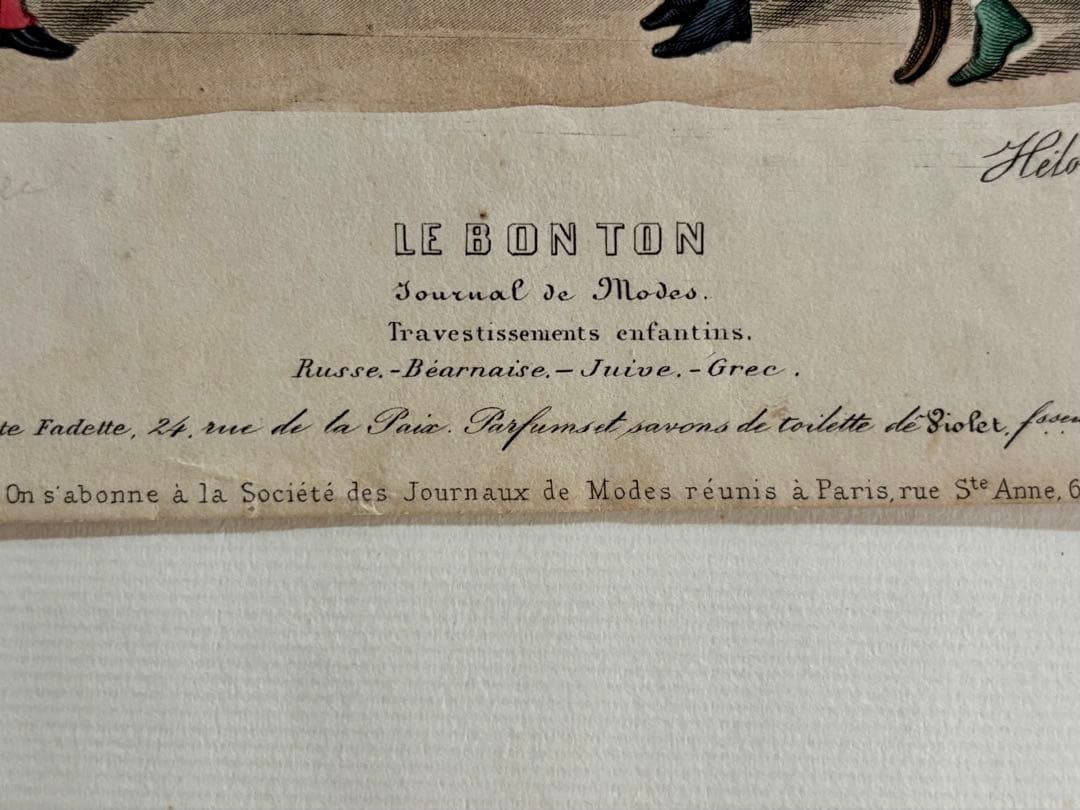 Hélo
LE BON TON
Journal de Modes.
Travestissements enfantins.
Russe.-Béarnaise.-Juive.-Grec.
te Fadette, 24, rue de la Paix. Parfums et savons de toilette de Violet, fsseu
On s'abonne à la Société des Journaux de Modes réunis à Paris, rue Ste Anne, 6